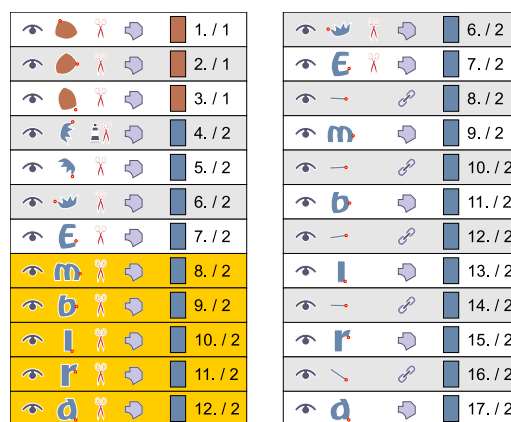 1. / 1
2. / 1
3. / 1
4. / 2
5. / 2
6. / 2
E 7. / 2
m 8. / 2
b 9. / 2
l 10. / 2
r 11. / 2
a 12. / 2
6. / 2
E 7. / 2
8. / 2
m 9. / 2
10. / 2
b 11. / 2
12. / 2
l 13. / 2
14. / 2
r 15. / 2
16. / 2
a 17. / 2